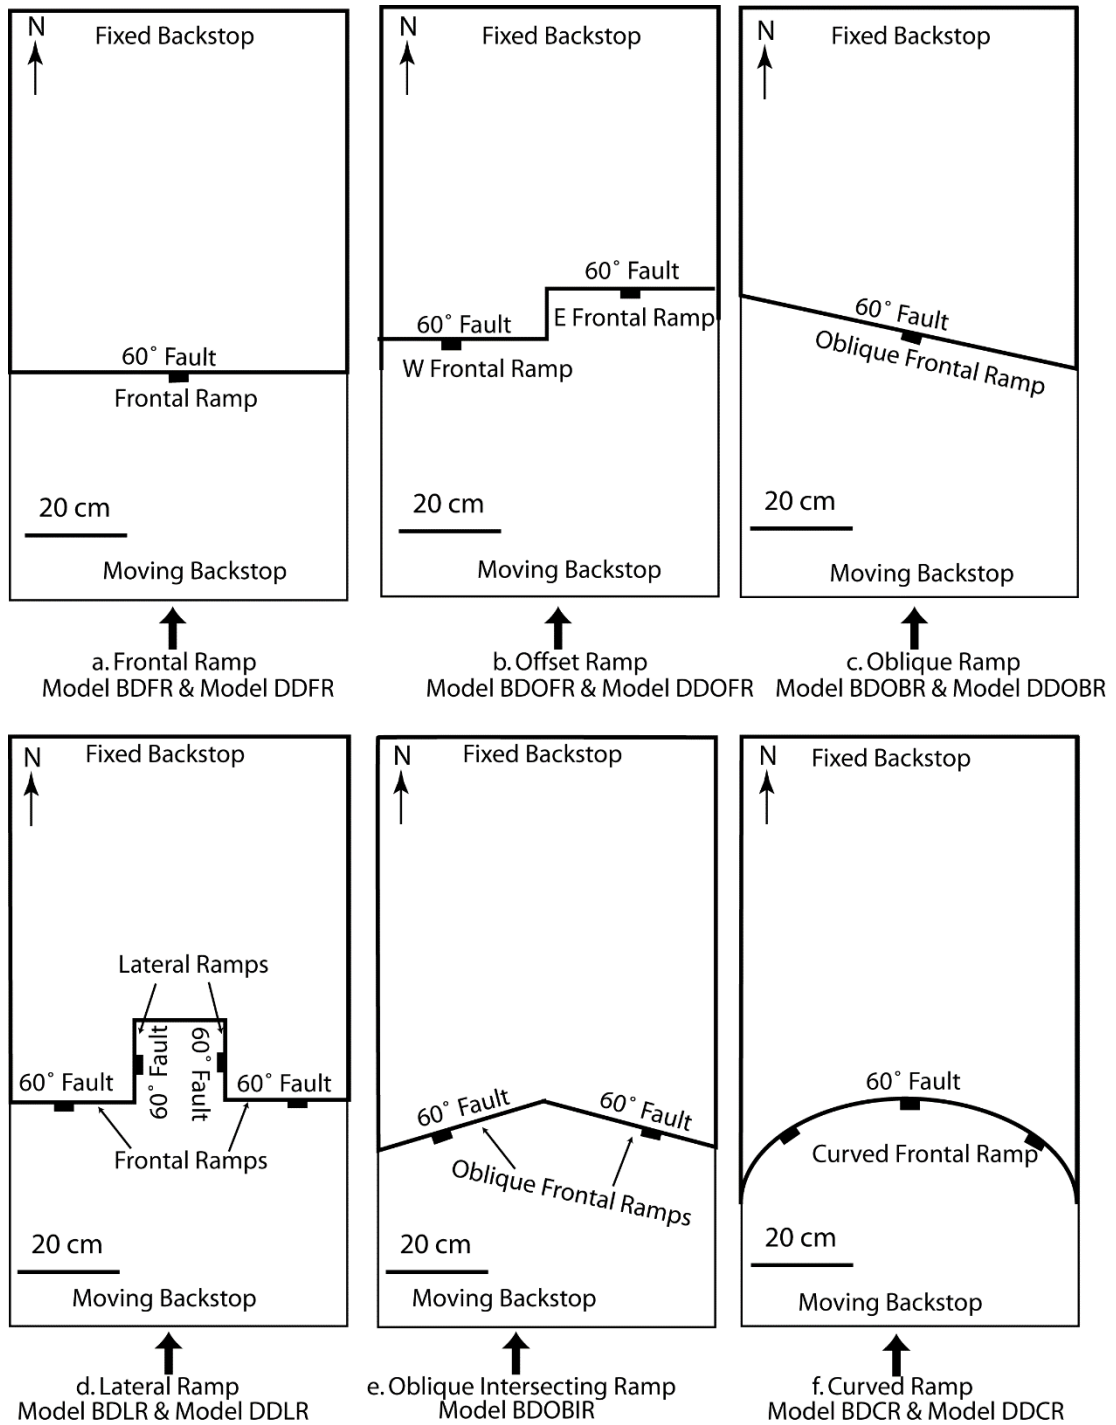 N
Fixed Backstop
60˚ Fault
Frontal Ramp
20 cm
Moving Backstop
a. Frontal Ramp
Model BDFR & Model DDFR
N
Fixed Backstop
60˚ Fault
E Frontal Ramp
60˚ Fault
W Frontal Ramp
20 cm
Moving Backstop
b. Offset Ramp
Model BDOFR & Model DDOFR
N
Fixed Backstop
60˚ Fault
Oblique Frontal Ramp
20 cm
Moving Backstop
c. Oblique Ramp
Model BDOBR & Model DDOBR
N
Fixed Backstop
Lateral Ramps
60˚ Fault
60˚ Fault
60˚ Fault
60˚ Fault
Frontal Ramps
20 cm
Moving Backstop
d. Lateral Ramp
Model BDLR & Model DDLR
N
Fixed Backstop
60˚ Fault
60˚ Fault
Oblique Frontal Ramps
20 cm
Moving Backstop
e. Oblique Intersecting Ramp
Model BDOBIR
N
Fixed Backstop
60˚ Fault
Curved Frontal Ramp
20 cm
Moving Backstop
f. Curved Ramp
Model BDCR & Model DDCR